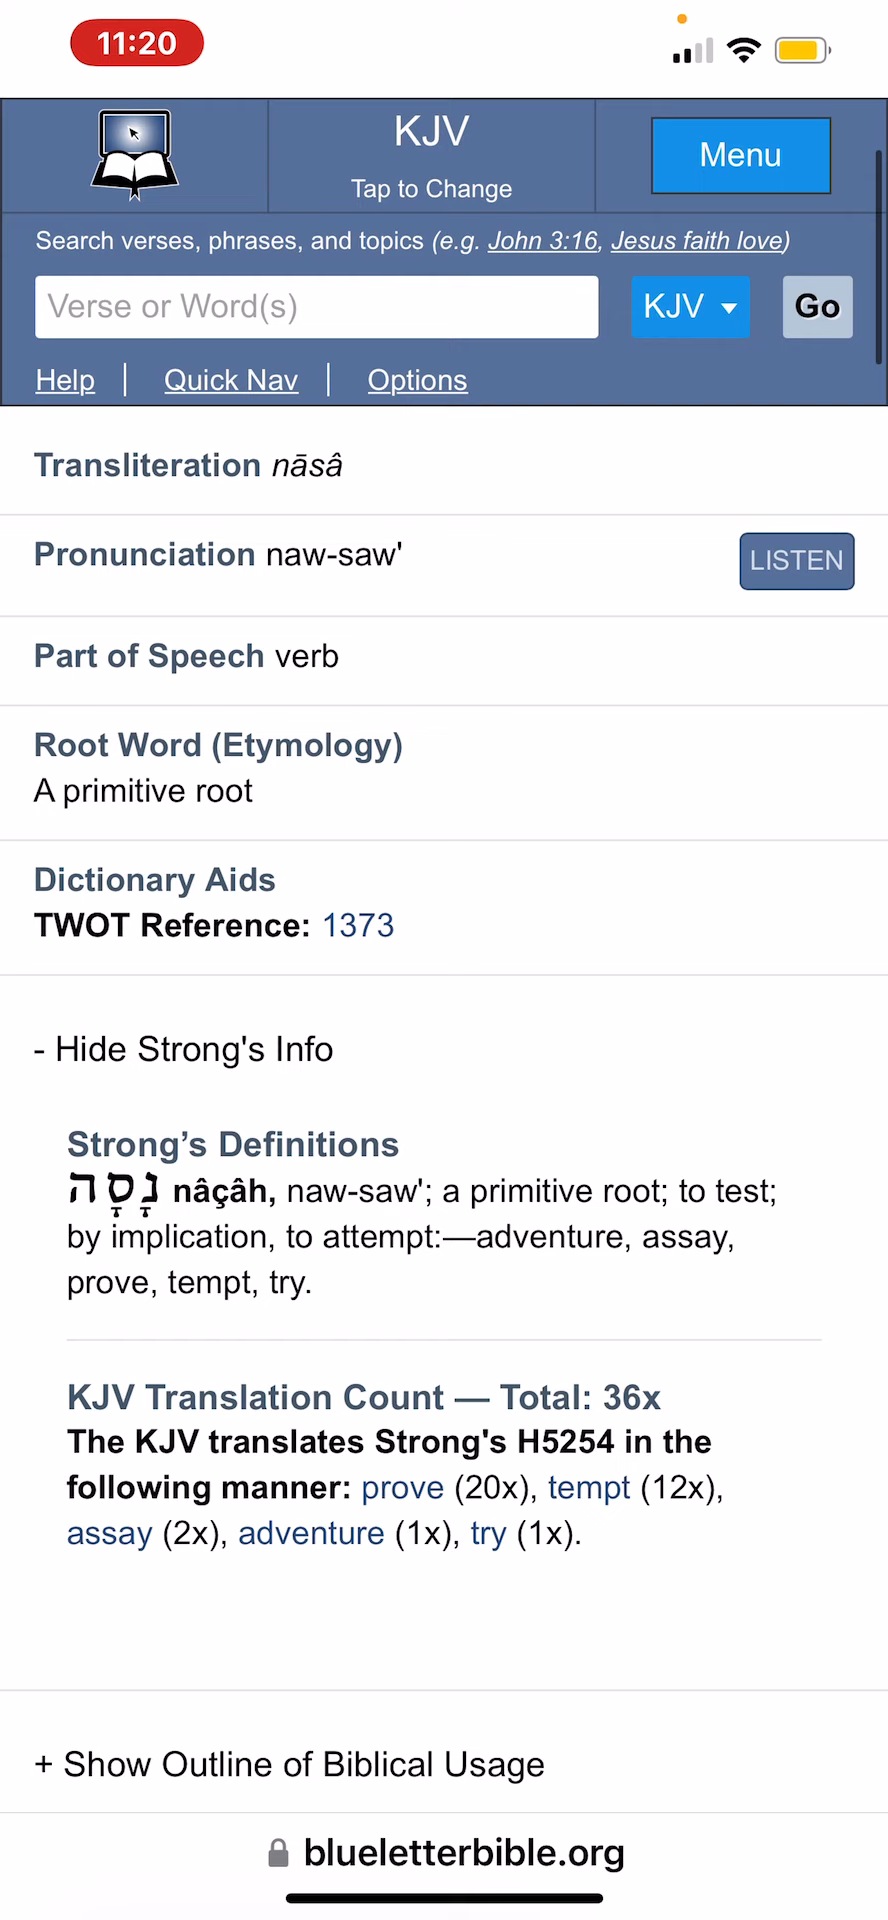 11:20
KJV
Tap to Change
Menu
Search verses, phrases, and topics (e.g. John 3:16, Jesus faith love)
Verse or Word(s)
KJV
Go
Help | Quick Nav | Options
Transliteration nāsâ
Pronunciation naw-saw'
LISTEN
Part of Speech verb
Root Word (Etymology)
A primitive root
Dictionary Aids
TWOT Reference: 1373
- Hide Strong's Info
Strong’s Definitions
נָסָה nâçâh, naw-saw'; a primitive root; to test;
by implication, to attempt:—adventure, assay,
prove, tempt, try.
KJV Translation Count — Total: 36x
The KJV translates Strong's H5254 in the
following manner: prove (20x), tempt (12x),
assay (2x), adventure (1x), try (1x).
+ Show Outline of Biblical Usage
blueletterbible.org